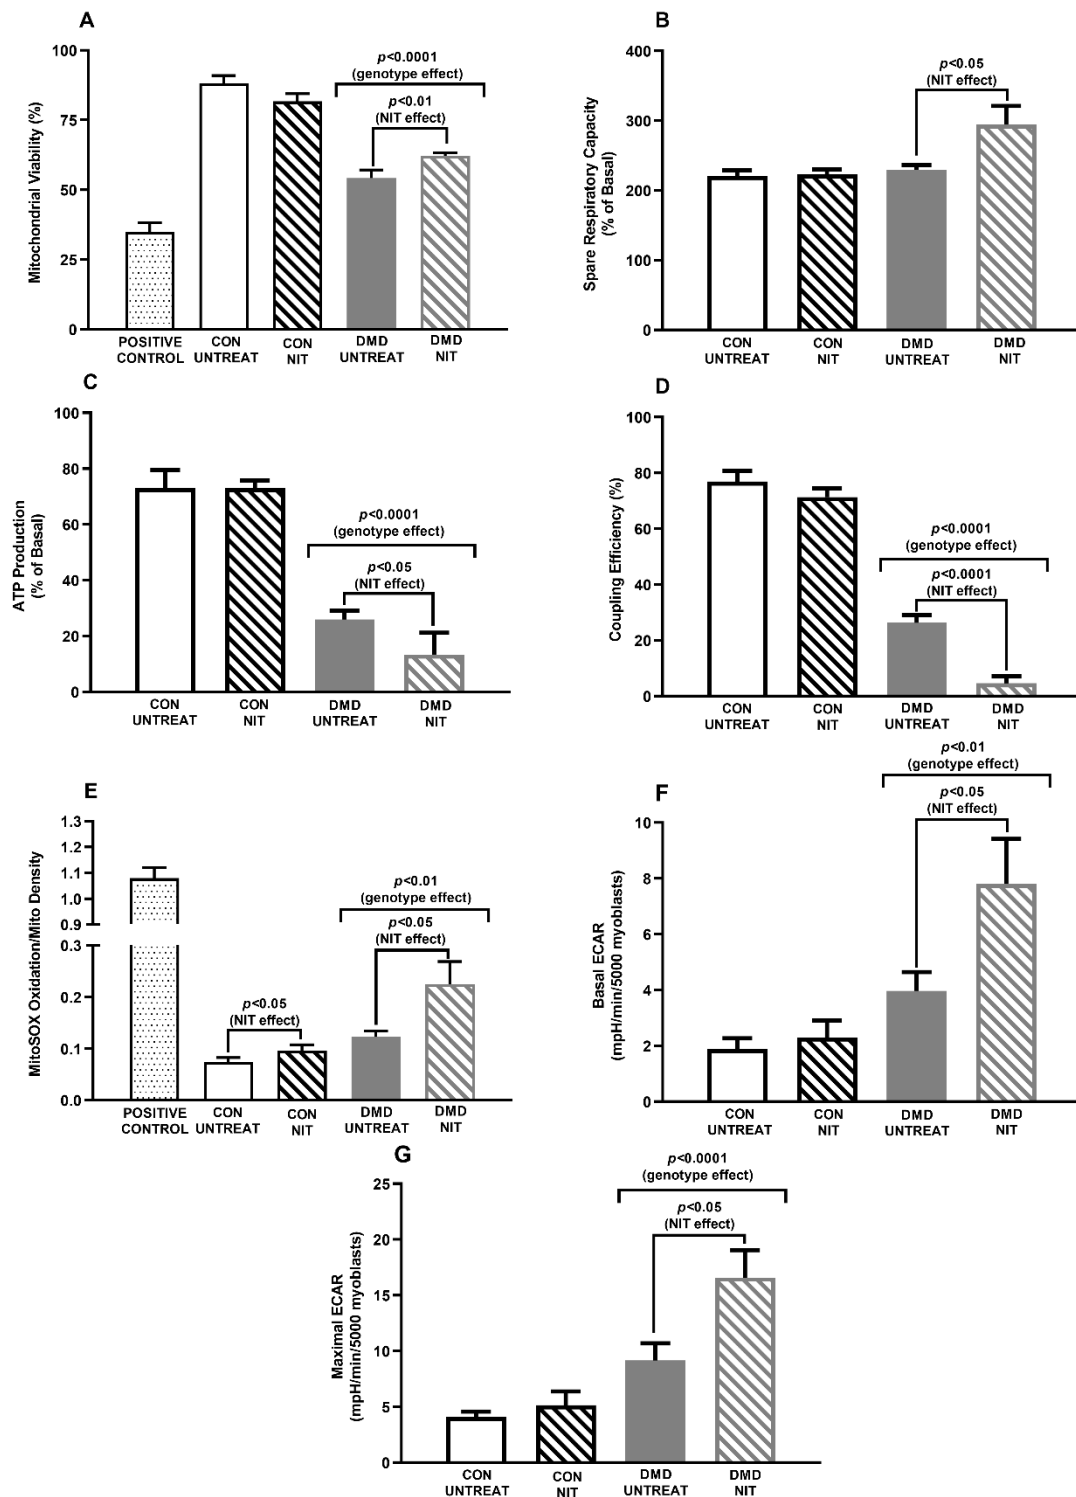 A
Mitochondrial Viability (%)
100
75
50
25
0
p<0.0001
(genotype effect)
p<0.01
(NIT effect)
POSITIVE
CONTROL
CON
UNTREAT
CON
NIT
DMD
UNTREAT
DMD
NIT
B
Spare Respiratory Capacity
(% of Basal)
400
300
200
100
0
p<0.05
(NIT effect)
CON
UNTREAT
CON
NIT
DMD
UNTREAT
DMD
NIT
C
ATP Production
(% of Basal)
100
80
60
40
20
0
p<0.0001
(genotype effect)
p<0.05
(NIT effect)
CON
UNTREAT
CON
NIT
DMD
UNTREAT
DMD
NIT
D
Coupling Efficiency (%)
100
80
60
40
20
0
p<0.0001
(genotype effect)
p<0.0001
(NIT effect)
CON
UNTREAT
CON
NIT
DMD
UNTREAT
DMD
NIT
E
MitoSOX Oxidation/Mito Density
1.3
1.2
1.1
1.0
0.9
0.3
0.2
0.1
0.0
p<0.01
(genotype effect)
p<0.05
(NIT effect)
p<0.05
(NIT effect)
POSITIVE
CONTROL
CON
UNTREAT
CON
NIT
DMD
UNTREAT
DMD
NIT
F
Basal ECAR
(mpH/min/5000 myoblasts)
10
8
6
4
2
0
p<0.01
(genotype effect)
p<0.05
(NIT effect)
CON
UNTREAT
CON
NIT
DMD
UNTREAT
DMD
NIT
G
Maximal ECAR
(mpH/min/5000 myoblasts)
25
20
15
10
5
0
p<0.0001
(genotype effect)
p<0.05
(NIT effect)
CON
UNTREAT
CON
NIT
DMD
UNTREAT
DMD
NIT